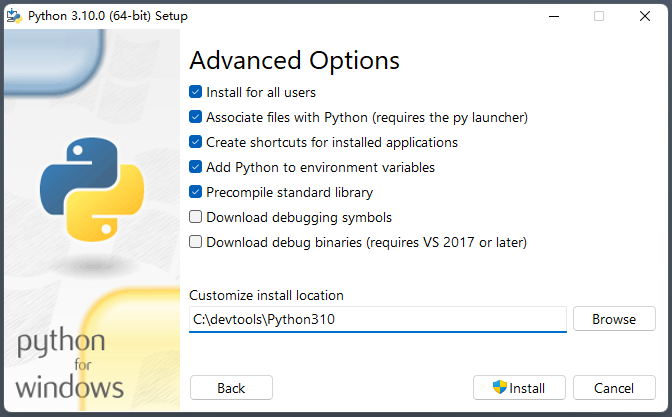 Python 3.10.0 (64-bit) Setup
Advanced Options
Install for all users
Associate files with Python (requires the py launcher)
Create shortcuts for installed applications
Add Python to environment variables
Precompile standard library
Download debugging symbols
Download debug binaries (requires VS 2017 or later)
Customize install location
C:\devtools\Python310
Browse
python
for
windows
Back
Install
Cancel